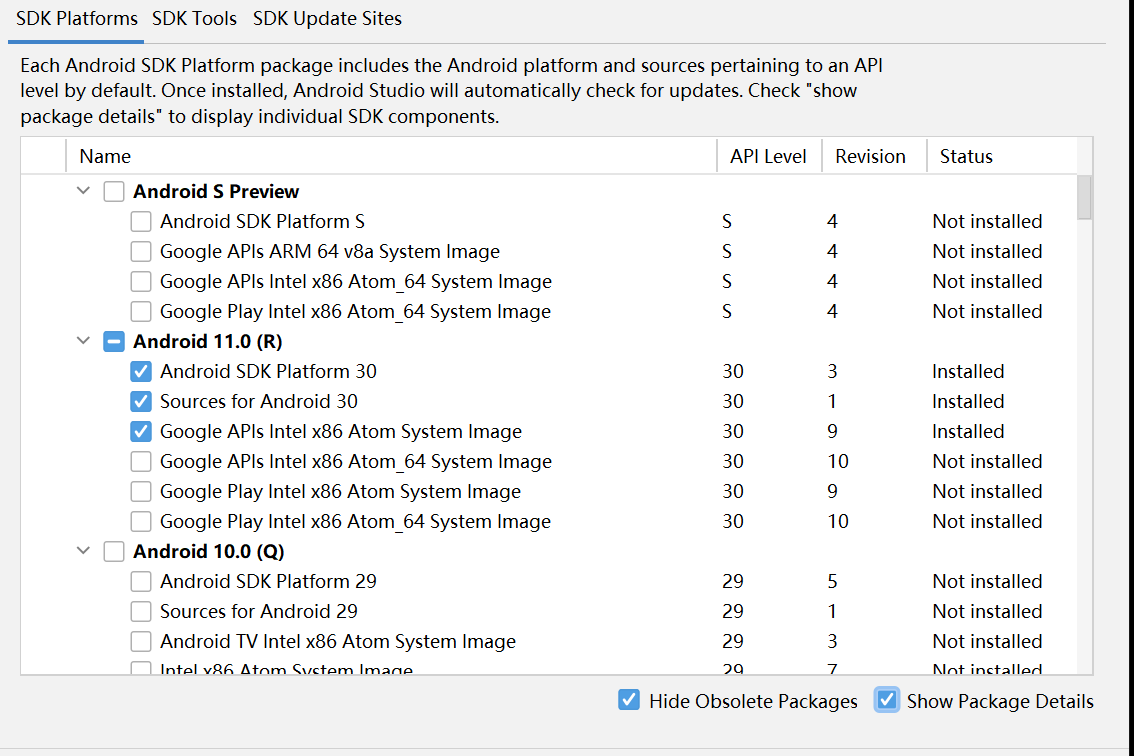 SDK Platforms SDK Tools SDK Update Sites
Each Android SDK Platform package includes the Android platform and sources pertaining to an API
level by default. Once installed, Android Studio will automatically check for updates. Check "show
package details" to display individual SDK components.
Name API Level Revision Status
Android S Preview
Android SDK Platform S S 4 Not installed
Google APIs ARM 64 v8a System Image S 4 Not installed
Google APIs Intel x86 Atom_64 System Image S 4 Not installed
Google Play Intel x86 Atom_64 System Image S 4 Not installed
Android 11.0 (R)
Android SDK Platform 30 30 3 Installed
Sources for Android 30 30 1 Installed
Google APIs Intel x86 Atom System Image 30 9 Installed
Google APIs Intel x86 Atom_64 System Image 30 10 Not installed
Google Play Intel x86 Atom System Image 30 9 Not installed
Google Play Intel x86 Atom_64 System Image 30 10 Not installed
Android 10.0 (Q)
Android SDK Platform 29 29 5 Not installed
Sources for Android 29 29 1 Not installed
Android TV Intel x86 Atom System Image 29 3 Not installed
Intel x86 Atom System Image 29 7 Not installed
Hide Obsolete Packages Show Package Details